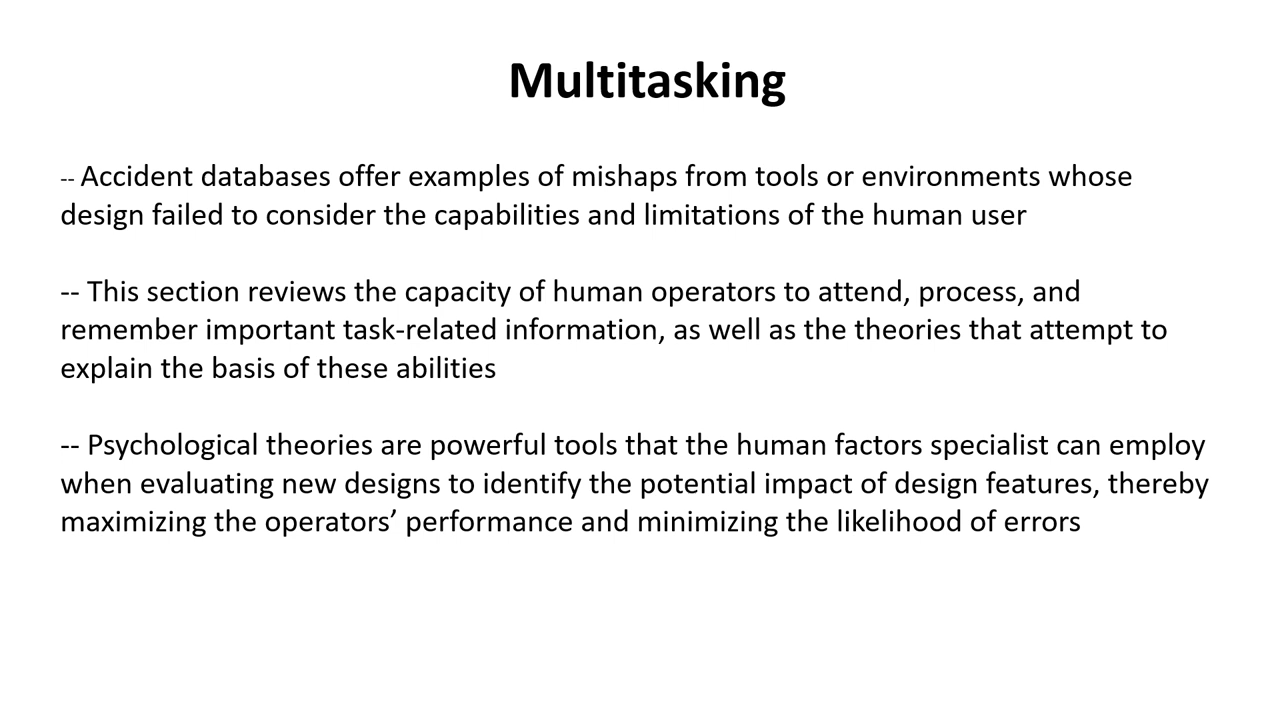 Multitasking
-- Accident databases offer examples of mishaps from tools or environments whose
design failed to consider the capabilities and limitations of the human user
-- This section reviews the capacity of human operators to attend, process, and
remember important task-related information, as well as the theories that attempt to
explain the basis of these abilities
-- Psychological theories are powerful tools that the human factors specialist can employ
when evaluating new designs to identify the potential impact of design features, thereby
maximizing the operators’ performance and minimizing the likelihood of errors